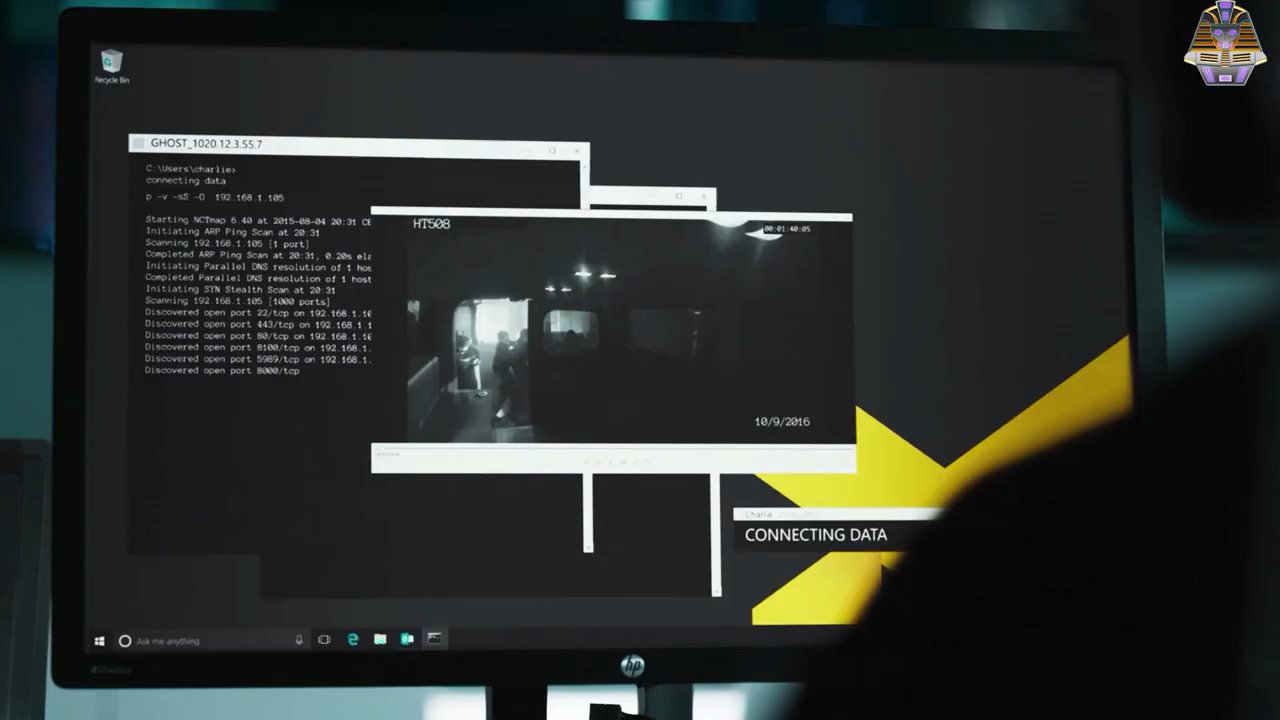 Recycle Bin
GHOST_1020.12.3.55.7
C:\Users\charlie>
connecting data
p -v -sS -O 192.168.1.105
Starting NCTmap 6.40 at 2015-08-04 20:31 CE
Initiating ARP Ping Scan at 20:31
Scanning 192.168.1.105 [1 port]
Completed ARP Ping Scan at 20:31, 0.20s ela
Initiating Parallel DNS resolution of 1 hos
Completed Parallel DNS resolution of 1 host
Initiating SYN Stealth Scan at 20:31
Scanning 192.168.1.105 [1000 ports]
Discovered open port 22/tcp on 192.168.1.10
Discovered open port 443/tcp on 192.168.1.1
Discovered open port 80/tcp on 192.168.1.10
Discovered open port 8100/tcp on 192.168.1.
Discovered open port 5989/tcp on 192.168.1.
Discovered open port 8000/tcp
HT508
00:01:40:05
10/9/2016
Charlie
CONNECTING DATA
Ask me anything
hp